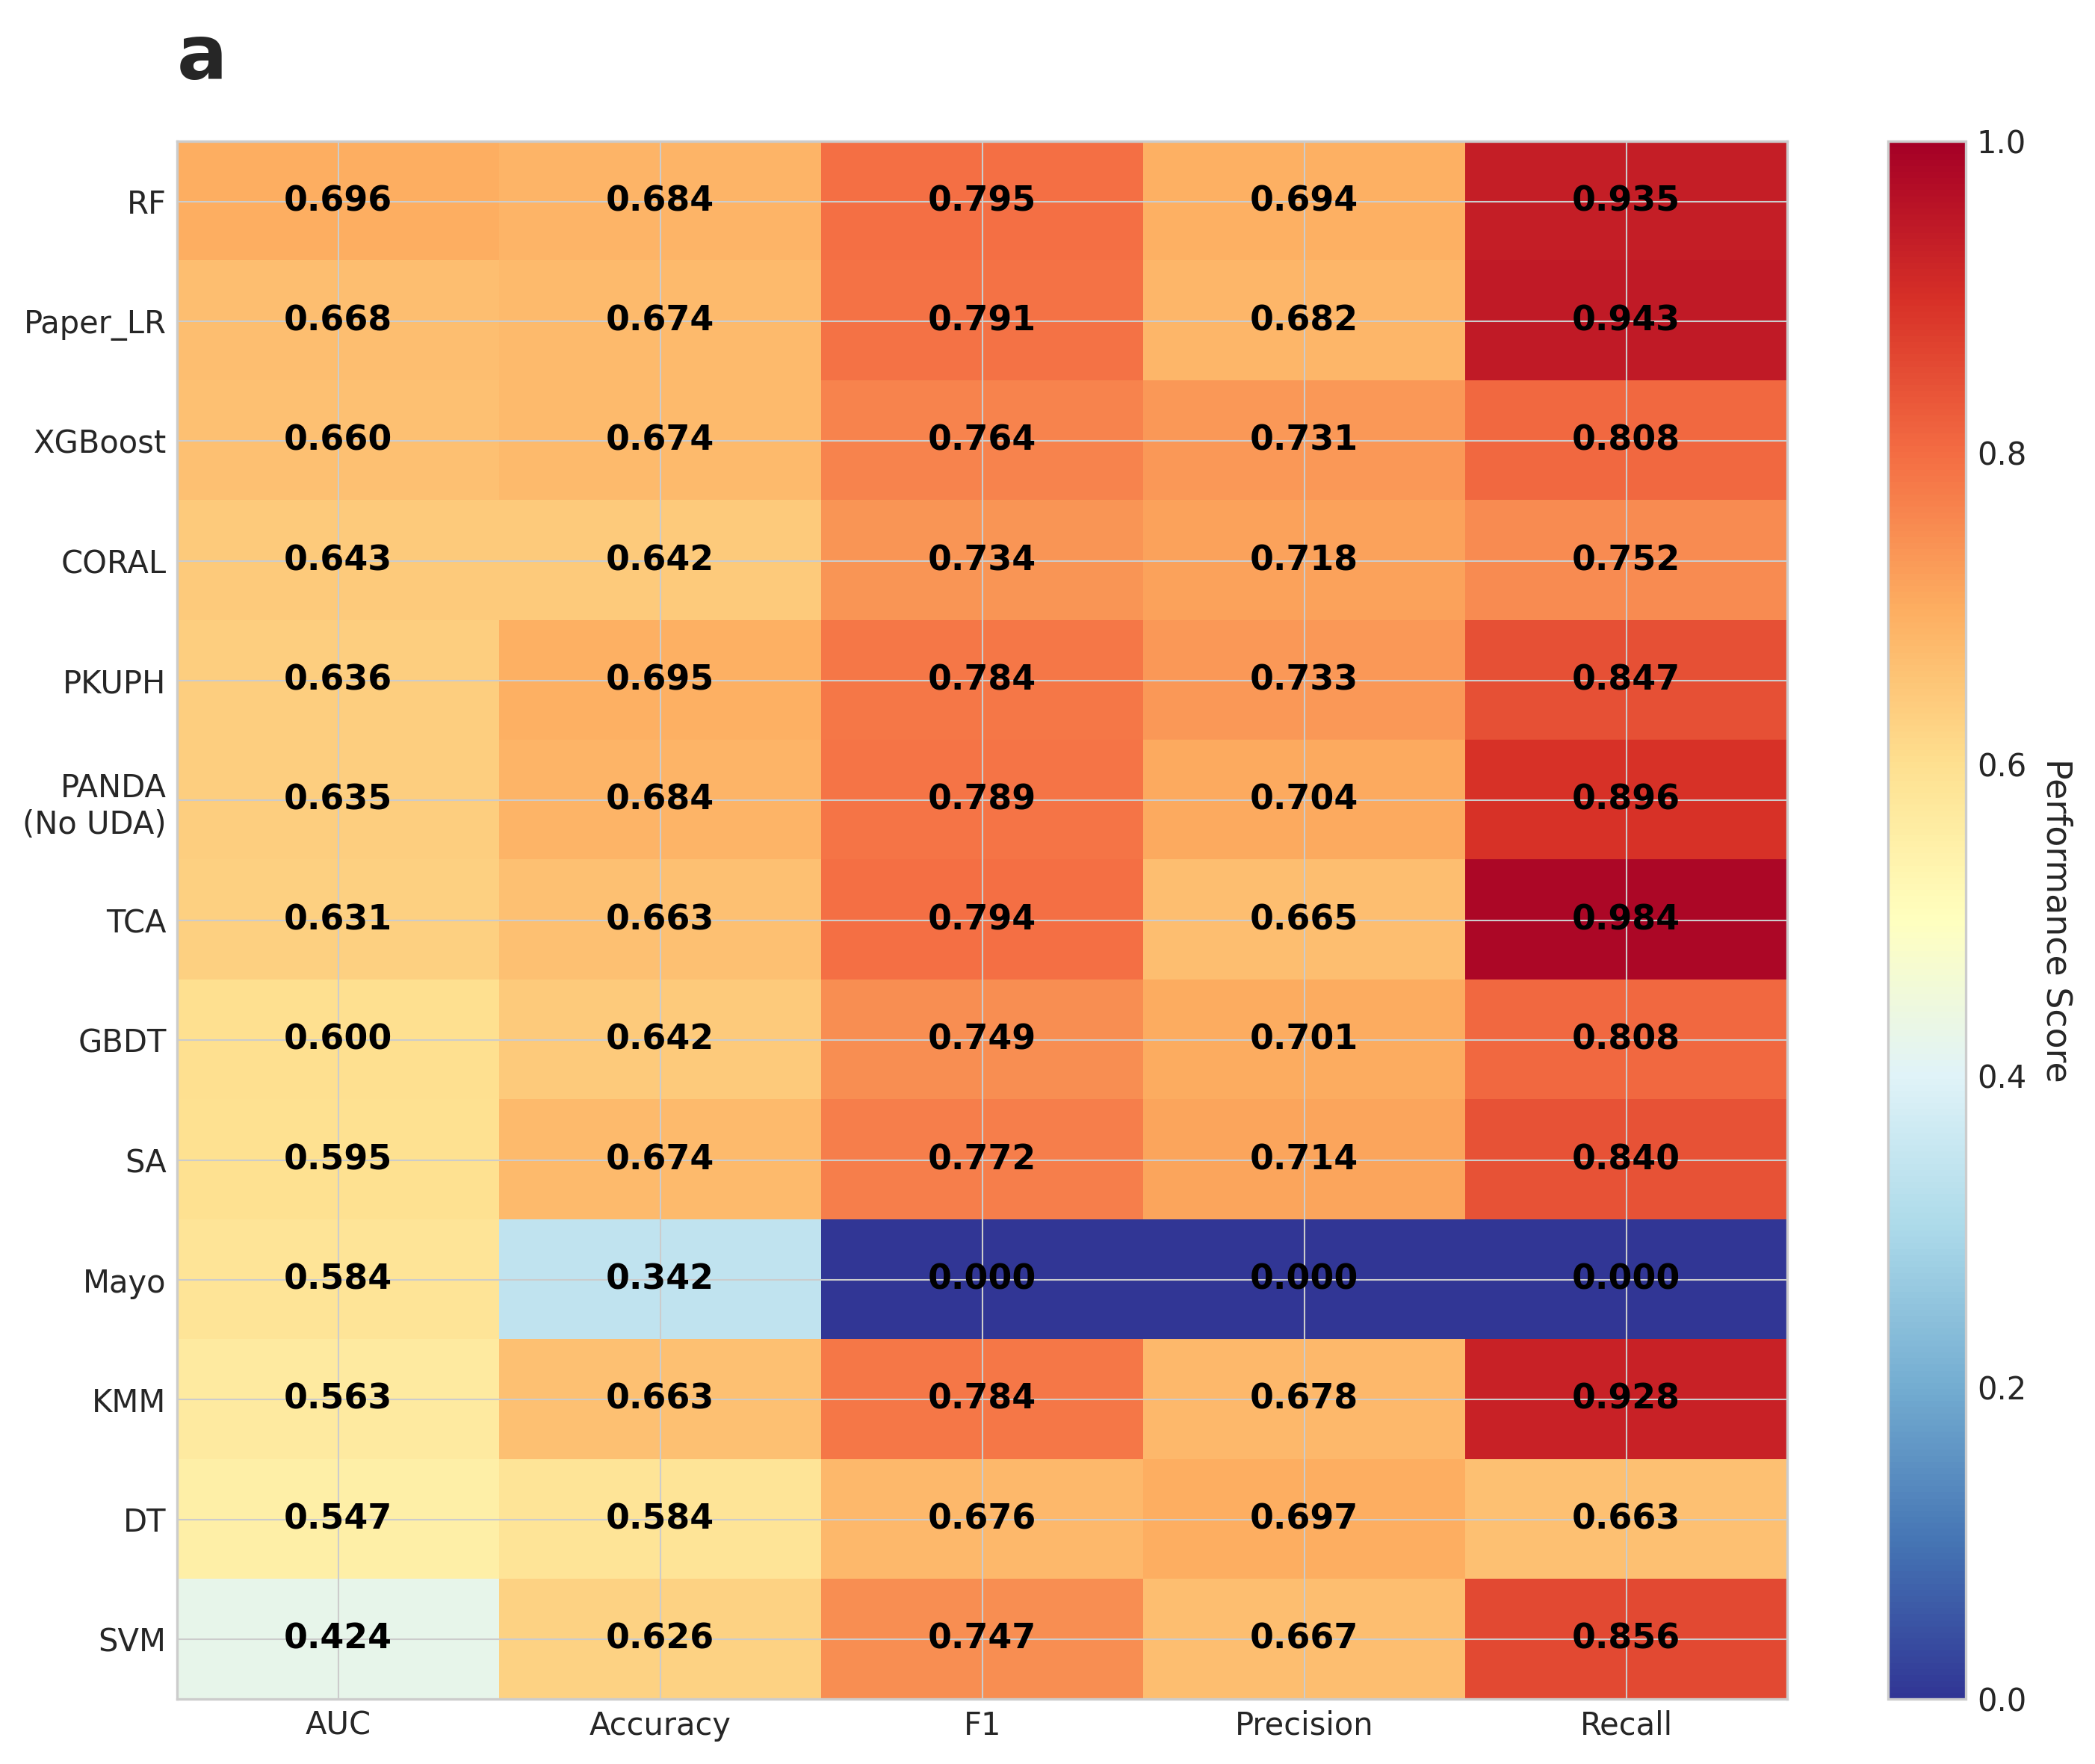 a
RF 0.696 0.684 0.795 0.694 0.935
Paper_LR 0.668 0.674 0.791 0.682 0.943
XGBoost 0.660 0.674 0.764 0.731 0.808
CORAL 0.643 0.642 0.734 0.718 0.752
PKUPH 0.636 0.695 0.784 0.733 0.847
PANDA
(No UDA) 0.635 0.684 0.789 0.704 0.896
TCA 0.631 0.663 0.794 0.665 0.984
GBDT 0.600 0.642 0.749 0.701 0.808
SA 0.595 0.674 0.772 0.714 0.840
Mayo 0.584 0.342 0.000 0.000 0.000
KMM 0.563 0.663 0.784 0.678 0.928
DT 0.547 0.584 0.676 0.697 0.663
SVM 0.424 0.626 0.747 0.667 0.856
AUC Accuracy F1 Precision Recall
1.0
0.8
0.6
0.4
0.2
0.0
Performance Score